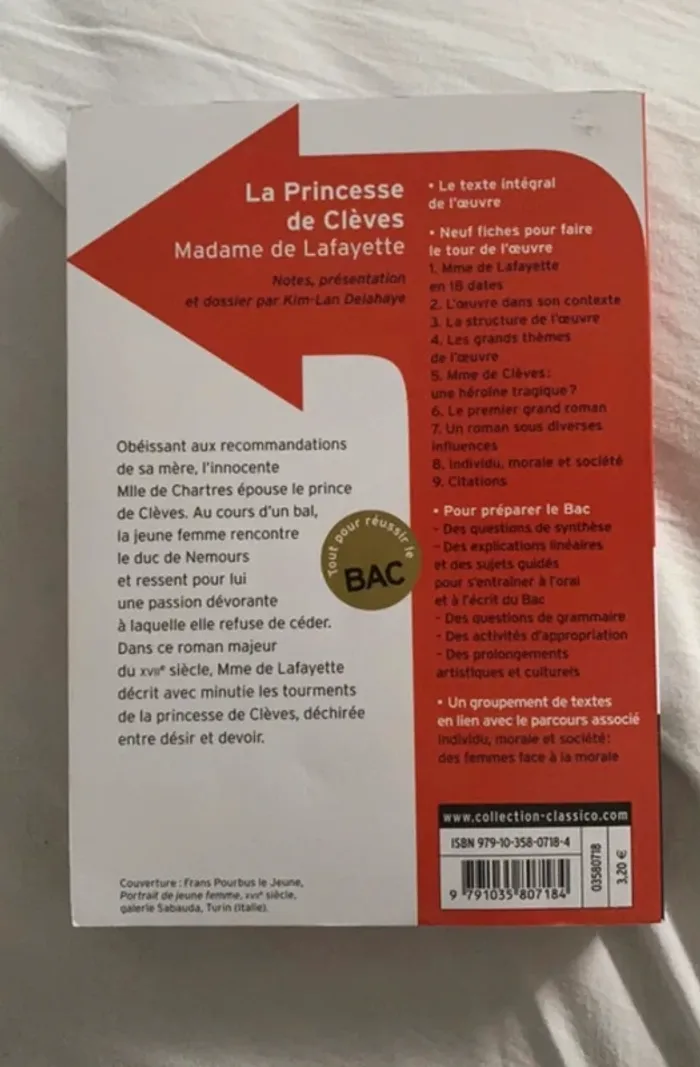 La Princesse
de Clèves
Madame de Lafayette
Notes, présentation
et dossier par Kim-Lan Delahaye
Obéissant aux recommandations
de sa mère, l'innocente
Mlle de Chartres épouse le prince
de Clèves. Au cours d'un bal,
la jeune femme rencontre
le duc de Nemours
et ressent pour lui
une passion dévorante
à laquelle elle refuse de céder.
Dans ce roman majeur
du XVIIe siècle, Mme de Lafayette
décrit avec minutie les tourments
de la princesse de Clèves, déchirée
entre désir et devoir.
Tout pour réussir le
BAC
• Le texte intégral
de l'œuvre
• Neuf fiches pour faire
le tour de l'œuvre
1. Mme de Lafayette
en 18 dates
2. L'œuvre dans son contexte
3. La structure de l'œuvre
4. Les grands thèmes
de l'œuvre
5. Mme de Clèves :
une héroïne tragique ?
6. Le premier grand roman
7. Un roman sous diverses
influences
8. Individu, morale et société
9. Citations
• Pour préparer le Bac
- Des questions de synthèse
- Des explications linéaires
et des sujets guidés
pour s'entraîner à l'oral
et à l'écrit du Bac
- Des questions de grammaire
- Des activités d'appropriation
- Des prolongements
artistiques et culturels
• Un groupement de textes
en lien avec le parcours associé
Individu, morale et société :
des femmes face à la morale
www.collection-classico.com
ISBN 979-10-358-0718-4
9 791035 807184
03580718
3,20 €
Couverture : Frans Pourbus le Jeune,
Portrait de jeune femme, XVIIe siècle,
galerie Sabauda, Turin (Italie).